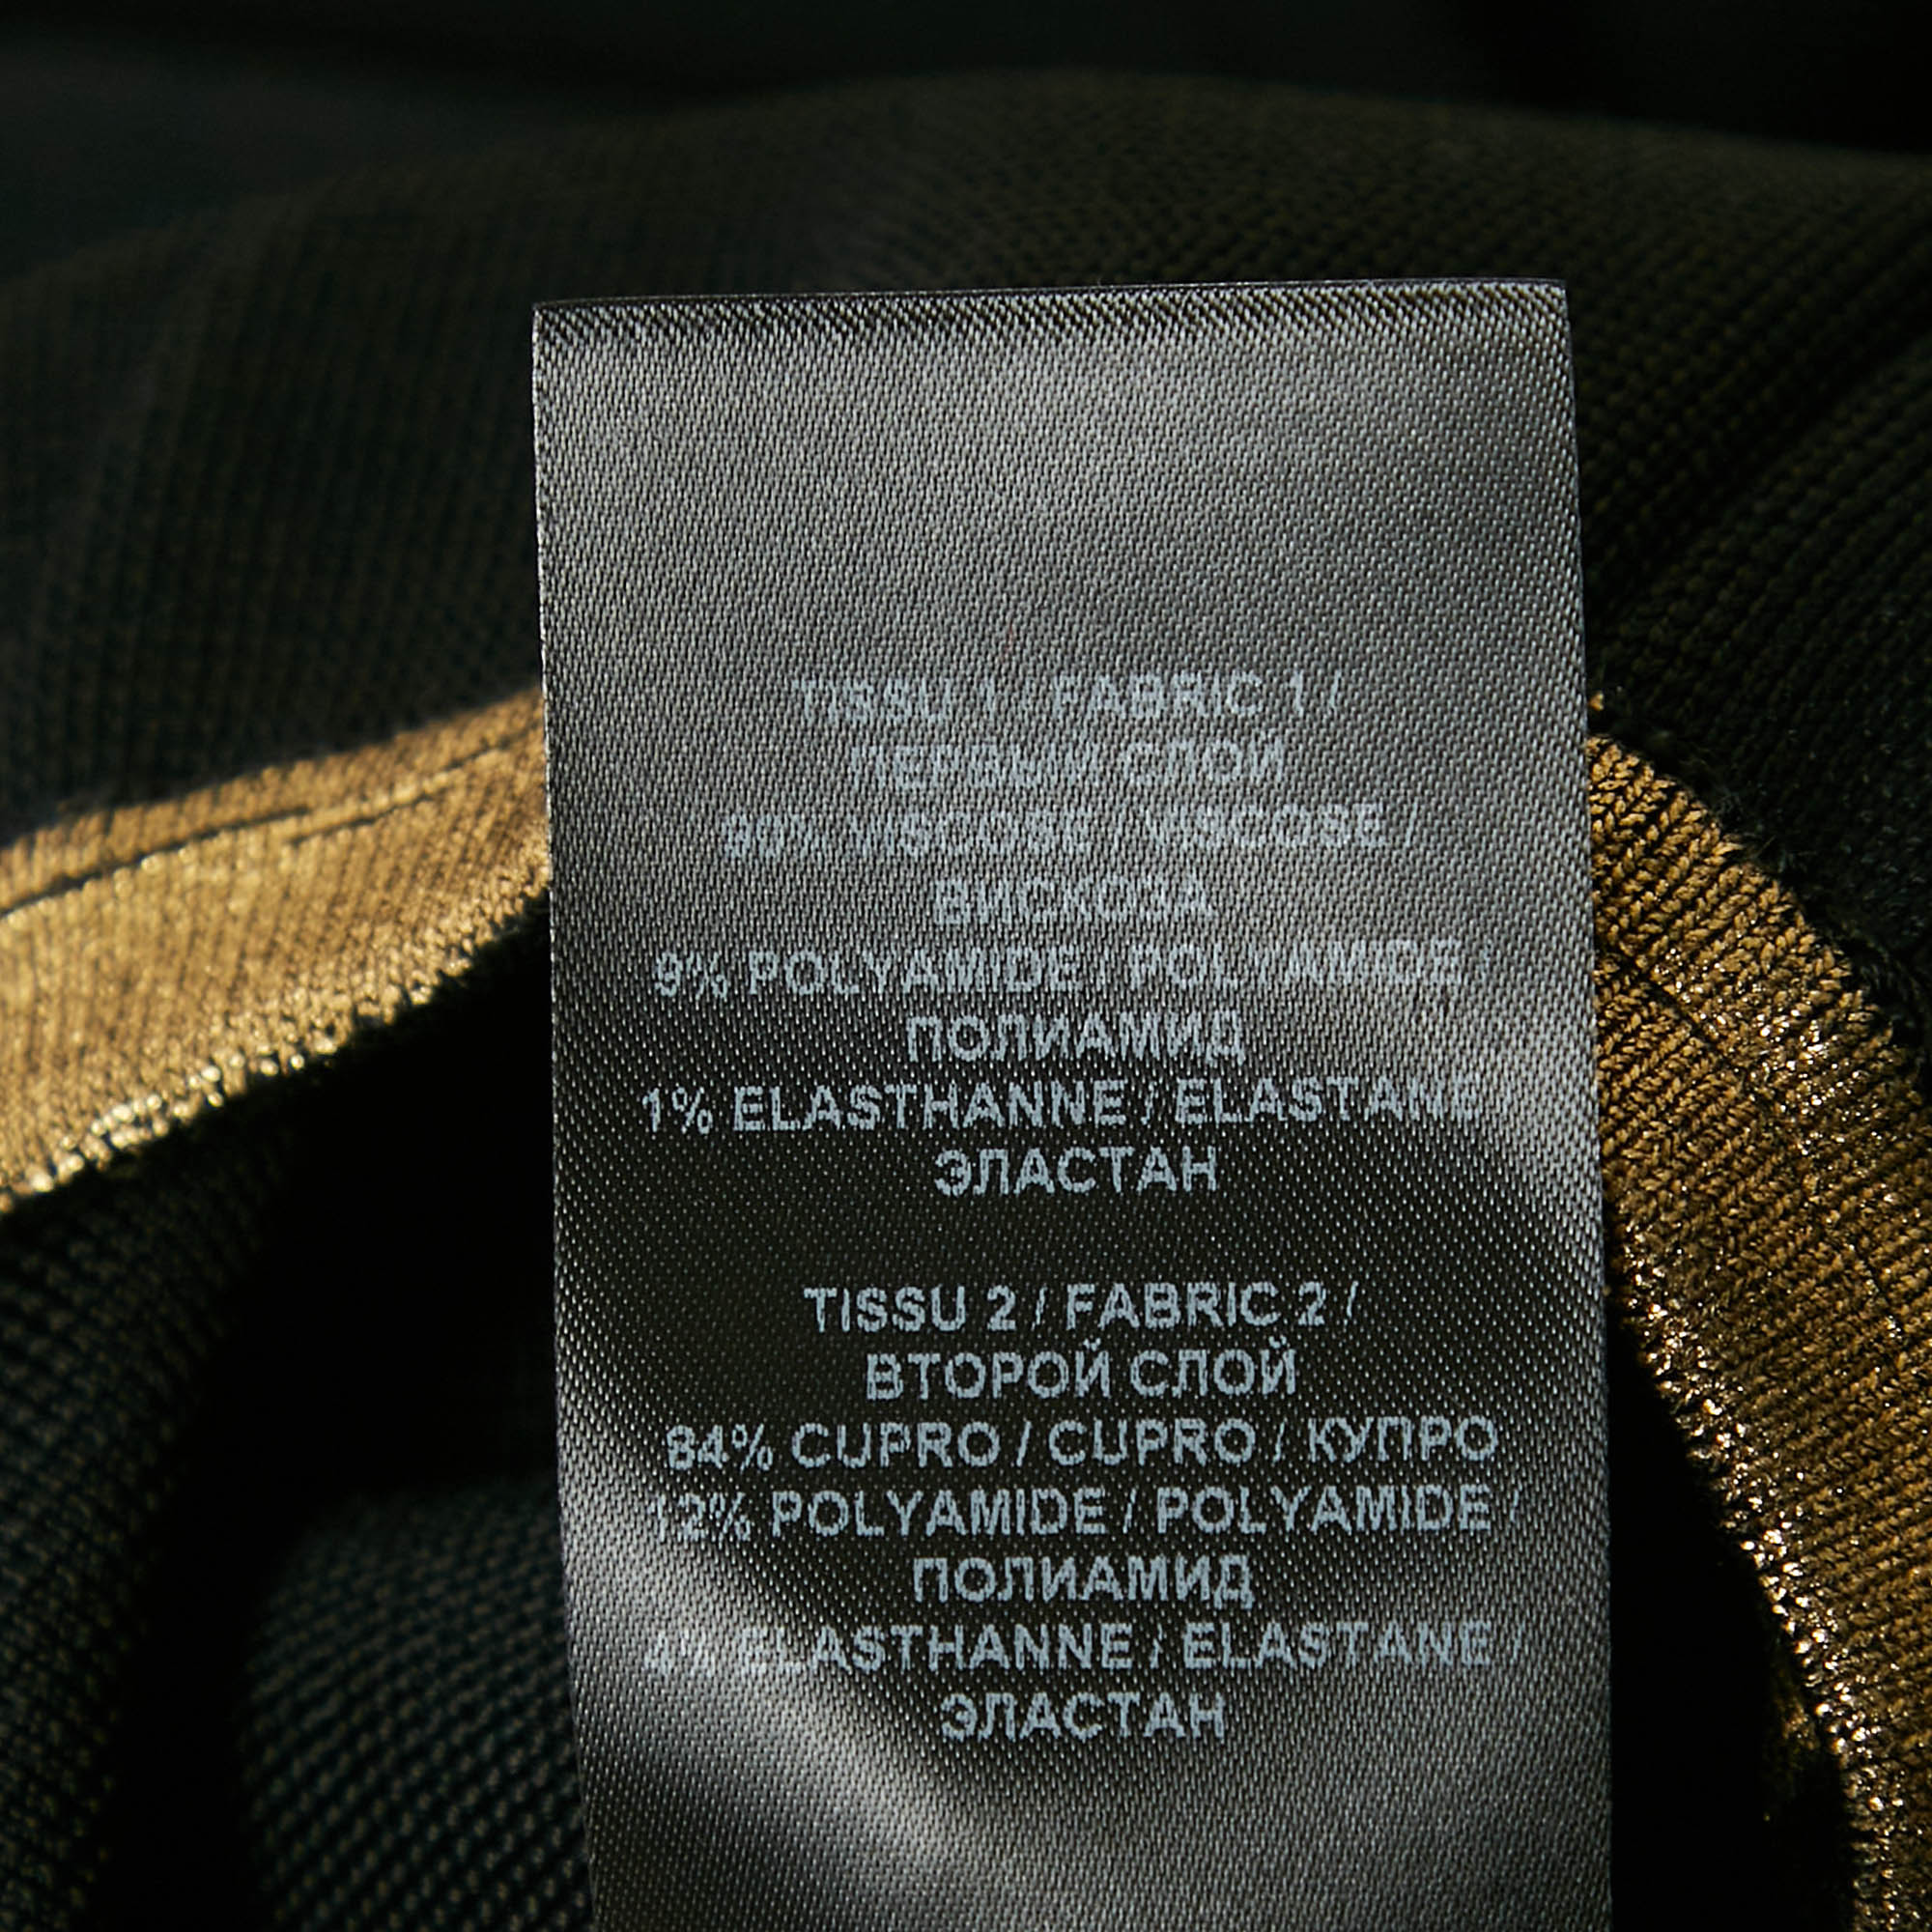 TISSU 1 / FABRIC 1 /
ПЕРВЫЙ СЛОЙ
90% VISCOSE / VISCOSE /
ВИСКОЗА
9% POLYAMIDE / POLYAMIDE /
ПОЛИАМИД
1% ELASTHANNE / ELASTANE
ЭЛАСТАН
TISSU 2 / FABRIC 2 /
ВТОРОЙ СЛОЙ
84% CUPRO / CUPRO / КУПРО
12% POLYAMIDE / POLYAMIDE /
ПОЛИАМИД
4% ELASTHANNE / ELASTANE /
ЭЛАСТАН